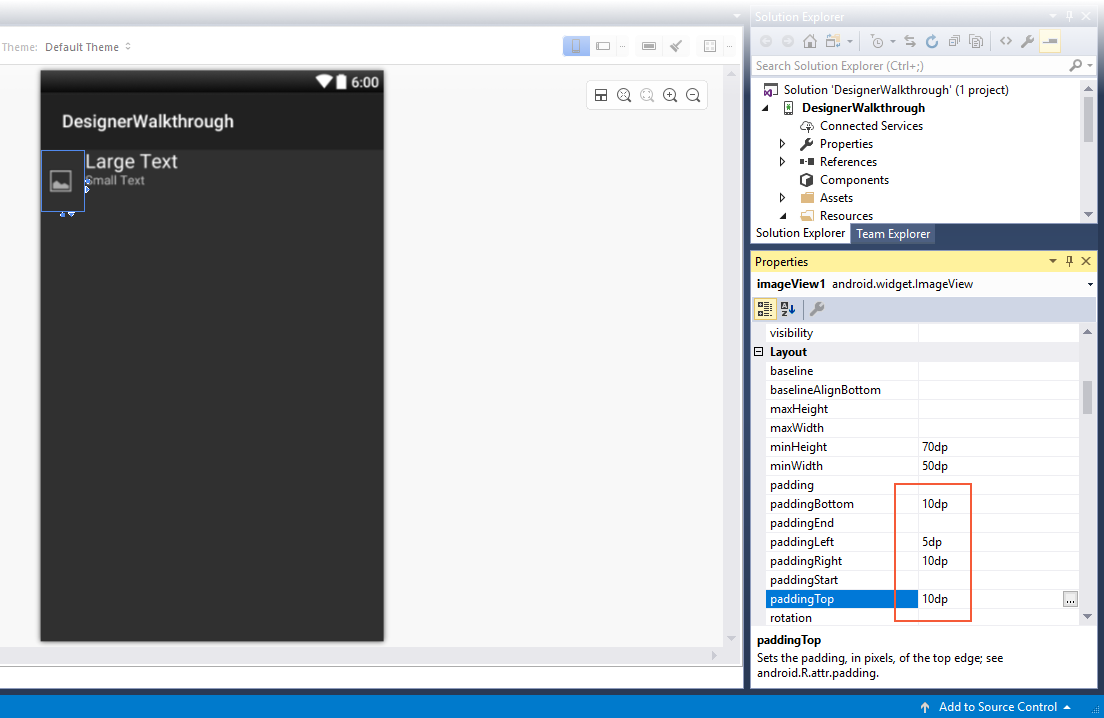 Solution Explorer
Theme: Default Theme
Search Solution Explorer (Ctrl+;)
6:00
DesignerWalkthrough
Large Text
Small Text
Solution 'DesignerWalkthrough' (1 project)
DesignerWalkthrough
Connected Services
Properties
References
Components
Assets
Resources
Solution Explorer Team Explorer
Properties
imageView1 android.widget.ImageView
visibility
Layout
baseline
baselineAlignBottom
maxHeight
maxWidth
minHeight 70dp
minWidth 50dp
padding
paddingBottom 10dp
paddingEnd
paddingLeft 5dp
paddingRight 10dp
paddingStart
paddingTop 10dp ...
rotation
paddingTop
Sets the padding, in pixels, of the top edge; see
android.R.attr.padding.
Add to Source Control